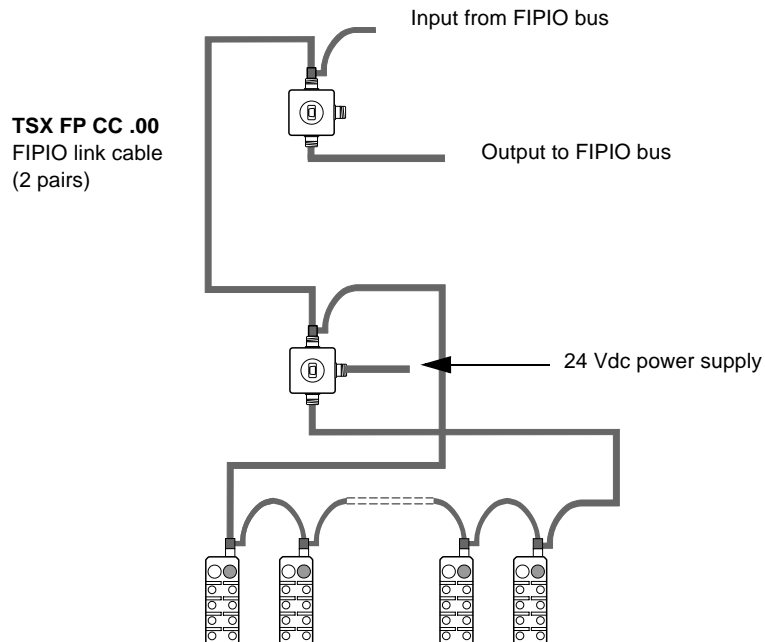 Input from FIPIO bus
TSX FP CC .00
FIPIO link cable
(2 pairs)
Output to FIPIO bus
24 Vdc power supply